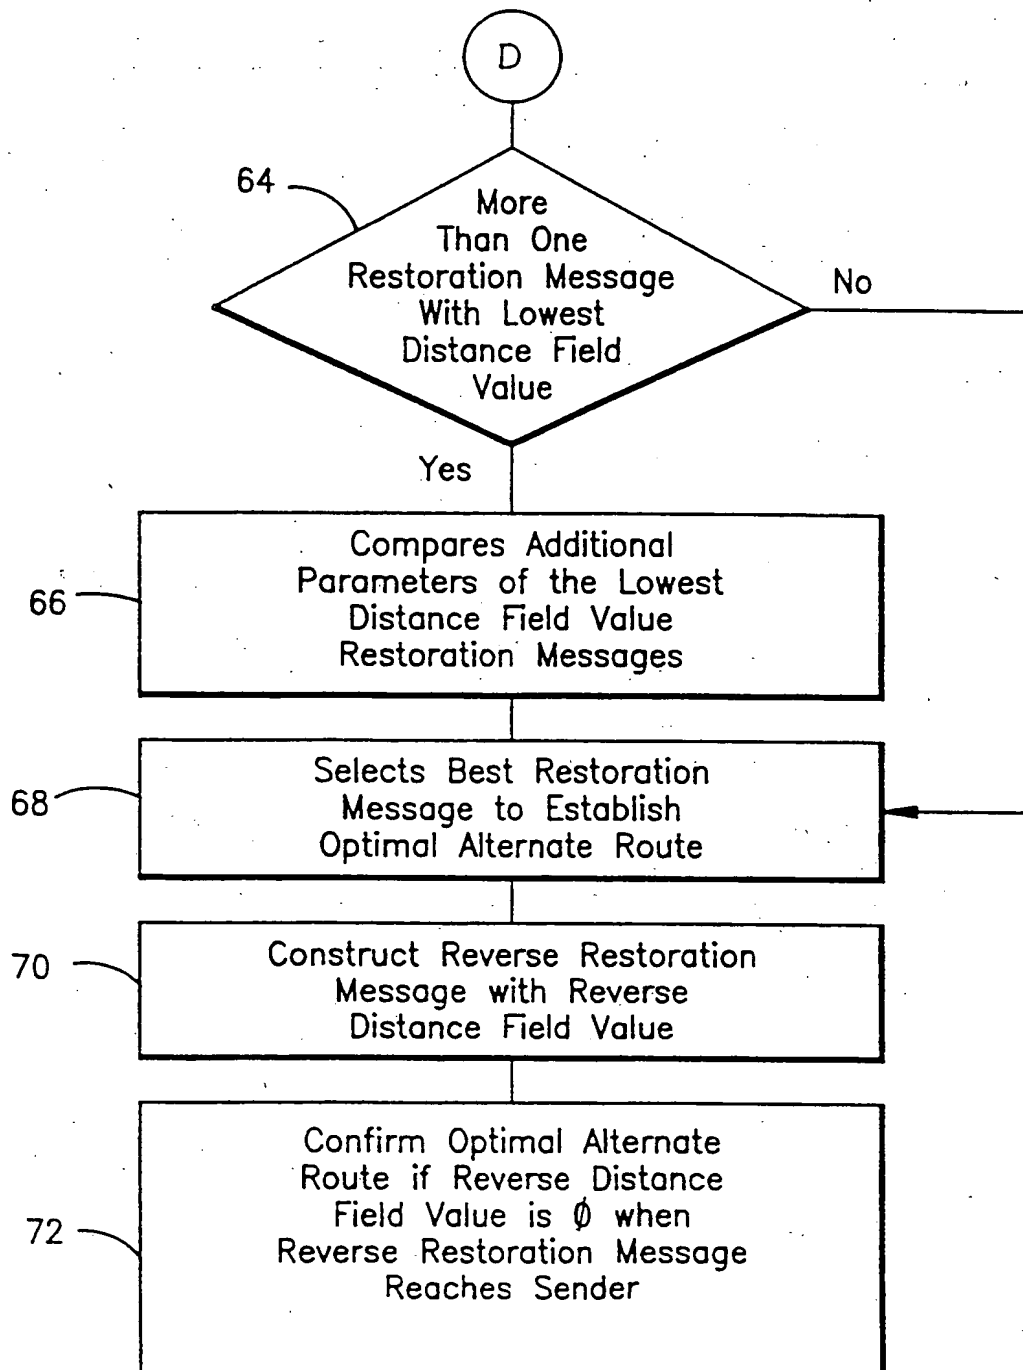 D
64
More
Than One
Restoration Message
With Lowest
Distance Field
Value
No
Yes
66
Compares Additional
Parameters of the Lowest
Distance Field Value
Restoration Messages
68
Selects Best Restoration
Message to Establish
Optimal Alternate Route
70
Construct Reverse Restoration
Message with Reverse
Distance Field Value
72
Confirm Optimal Alternate
Route if Reverse Distance
Field Value is Ø when
Reverse Restoration Message
Reaches Sender